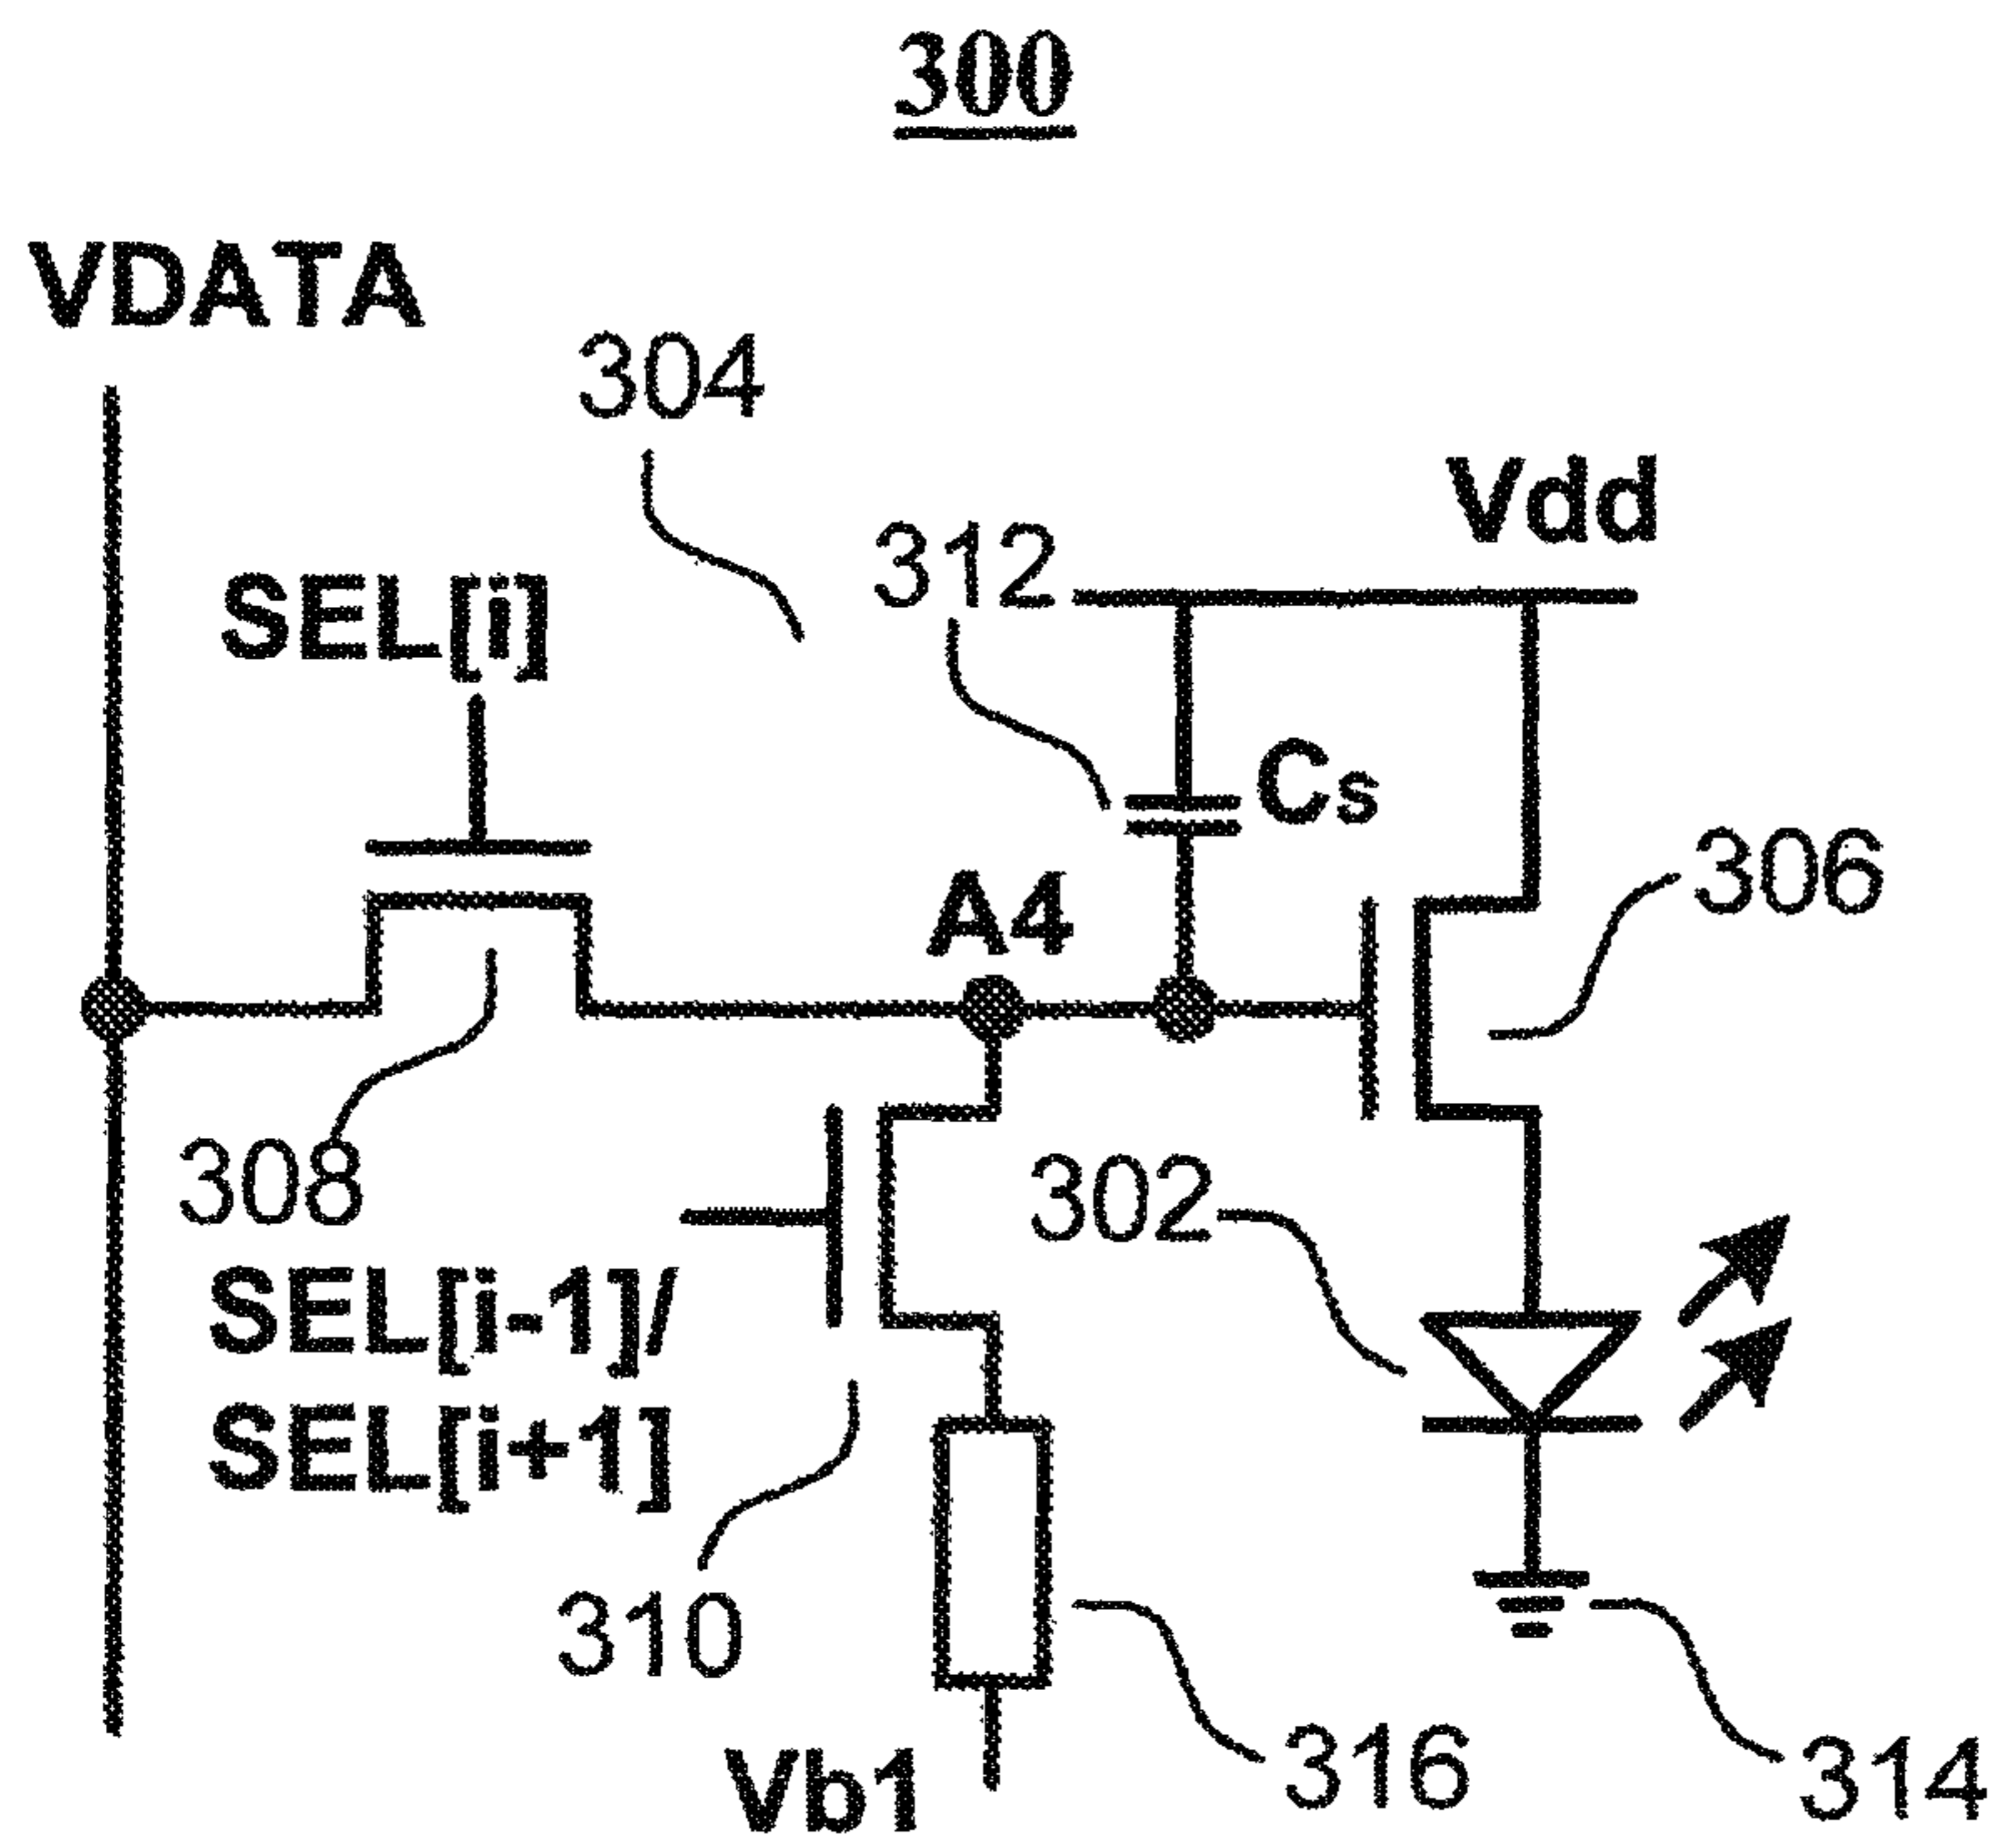 300
VDATA
304
Vdd
312
SEL[i]
Cs
306
A4
308
302
SEL[i-1]/
SEL[i+1]
310
316
314
Vb1